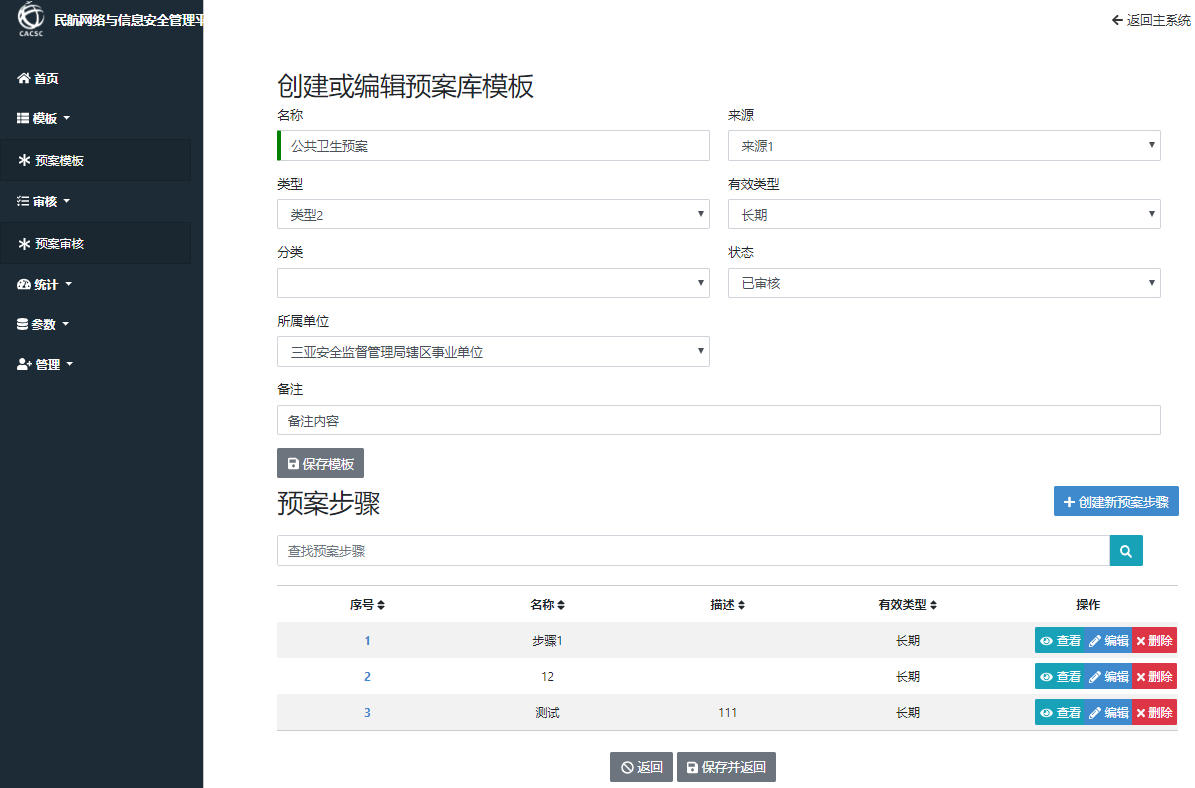 CACSC
民航网络与信息安全管理平
返回主系统
首页
模板
预案模板
审核
预案审核
统计
参数
管理
创建或编辑预案库模板
名称 来源
公共卫生预案 来源1
类型 有效类型
类型2 长期
分类 状态
已审核
所属单位
三亚安全监督管理局辖区事业单位
备注
备注内容
保存模板
预案步骤 创建新预案步骤
查找预案步骤
序号 名称 描述 有效类型 操作
1 步骤1 长期 查看 编辑 删除
2 12 长期 查看 编辑 删除
3 测试 111 长期 查看 编辑 删除
返回 保存并返回